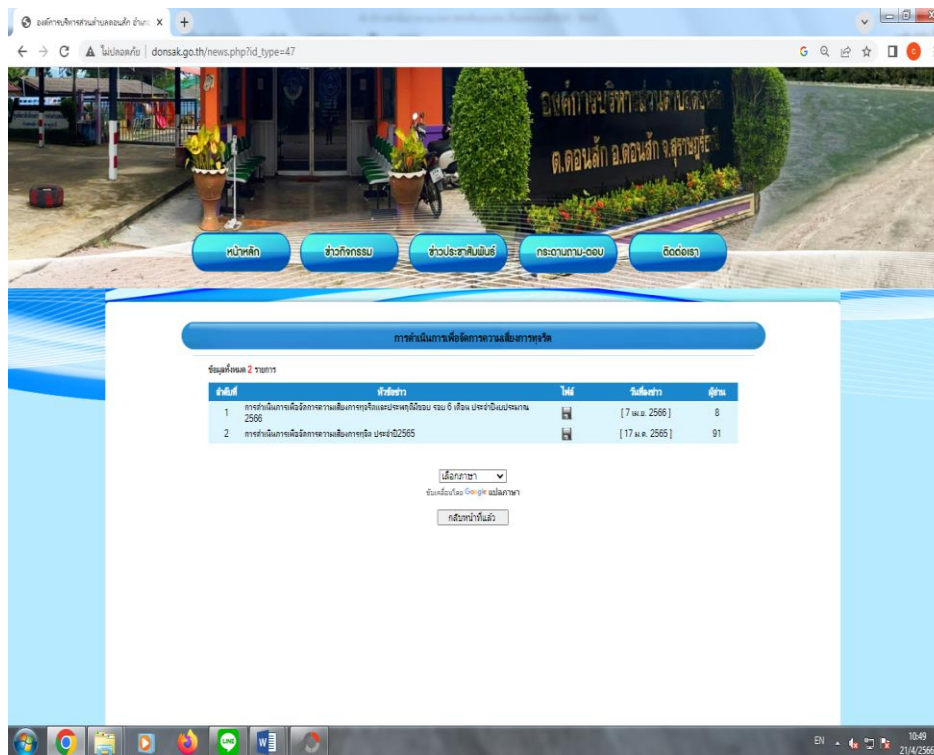 องค์การบริหารส่วนตำบลดอนสัก อำเภ
ไม่ปลอดภัย donsak.go.th/news.php?id_type=47
องค์การบริหารส่วนตำบลดอนสัก
ต.ดอนสัก อ.ดอนสัก จ.สุราษฎร์ธานี
หน้าหลัก ข่าวกิจกรรม ข่าวประชาสัมพันธ์ กระดานถาม-ตอบ ติดต่อเรา
การดำเนินการเพื่อจัดการความเสี่ยงการทุจริต
ข้อมูลทั้งหมด 2 รายการ
ลำดับที่ หัวข้อข่าว ไฟล์ วันที่ลงข่าว ผู้อ่าน
1 การดำเนินการเพื่อจัดการความเสี่ยงการทุจริตและประพฤติมิชอบ รอบ 6 เดือน ประจำปีงบประมาณ 2566 [ 7 เม.ย. 2566 ] 8
2 การดำเนินการเพื่อจัดการความเสี่ยงการทุจริต ประจำปี2565 [ 17 ม.ค. 2565 ] 91
เลือกภาษา
ขับเคลื่อนโดย Google แปลภาษา
กลับหน้าที่แล้ว
EN 10:49
21/4/2566